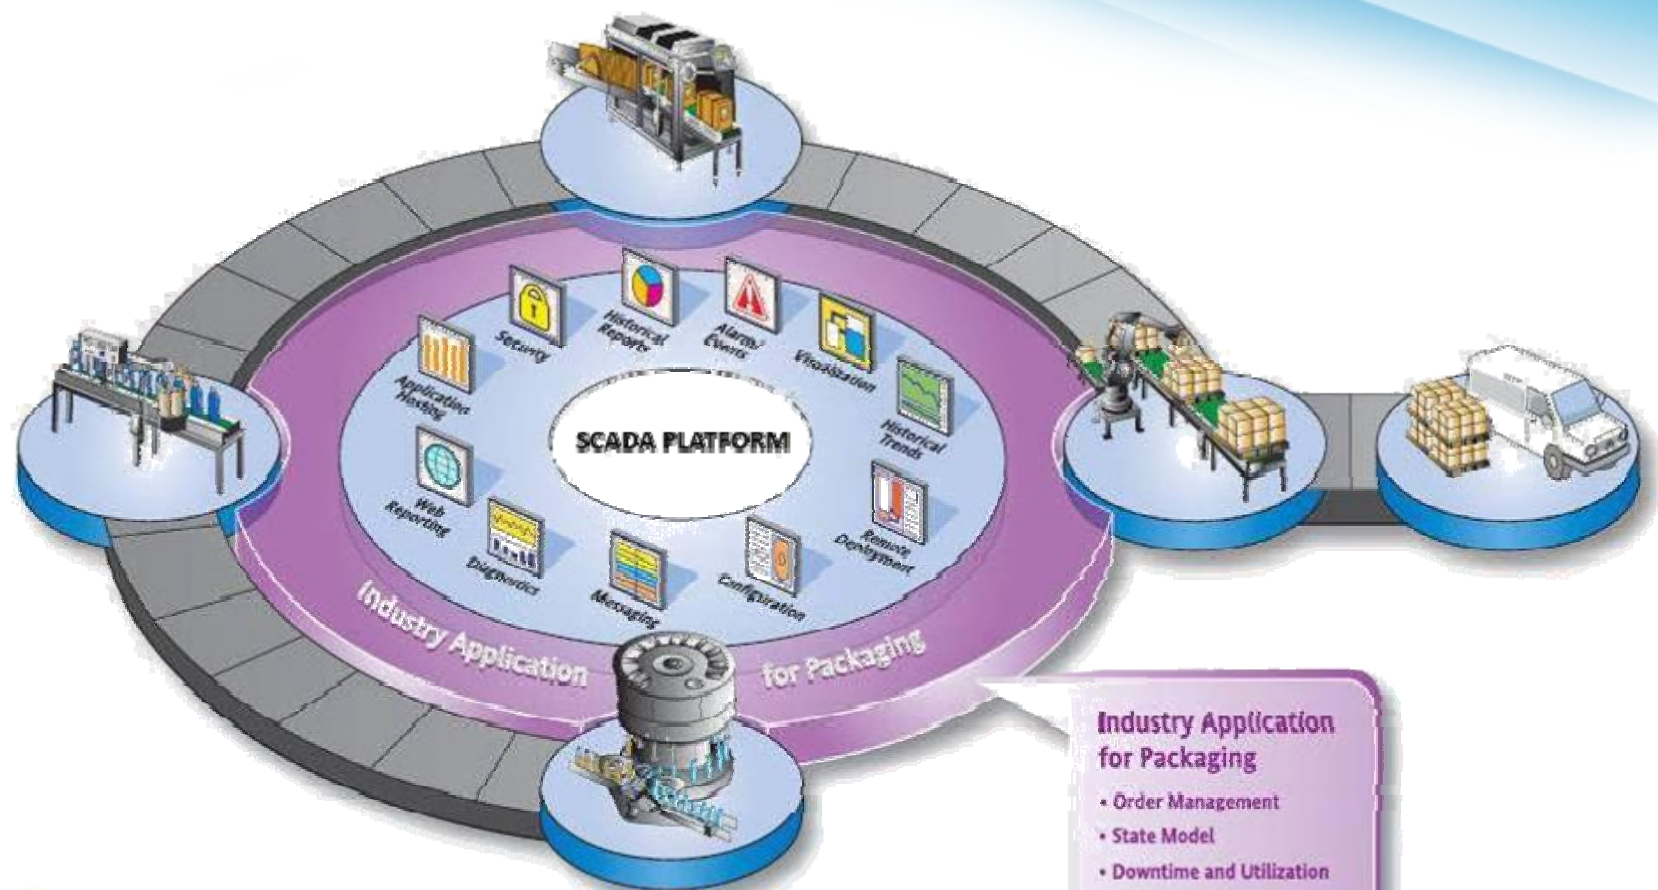 Security
Historical
Reports
Alarms/
Events
Visualization
Application
Hosting
Historical
Trends
SCADA PLATFORM
Web
Reporting
Remote
Deployment
Diagnostics
Messaging
Configuration
Industry Application for Packaging
Industry Application
for Packaging
• Order Management
• State Model
• Downtime and Utilization